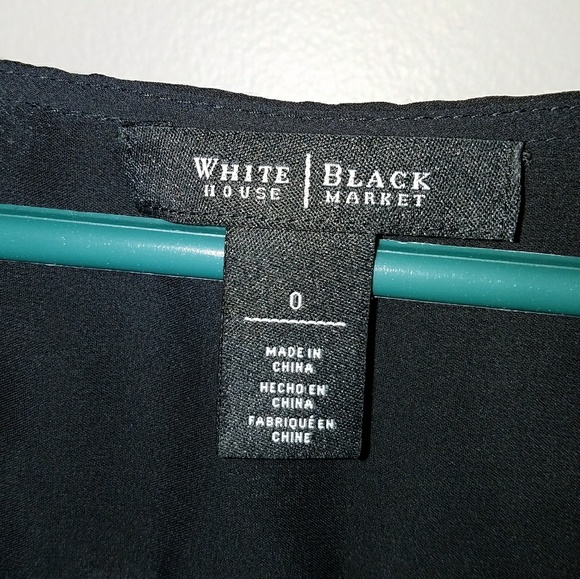 WHITE | BLACK
HOUSE | MARKET
0
MADE IN
CHINA
HECHO EN
CHINA
FABRIQUÉ EN
CHINE